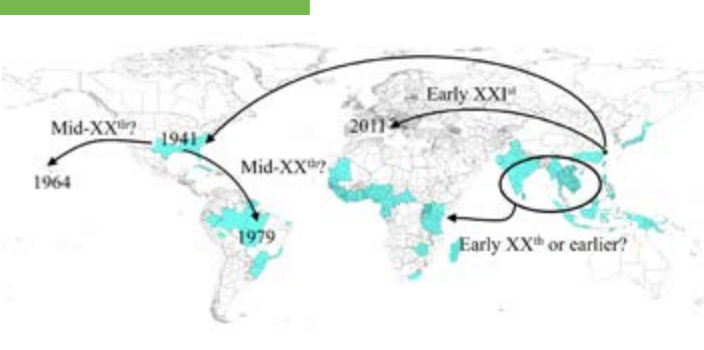 Early XXIst
Mid-XXth?
1941
2011
Mid-XXth?
1964
1979
Early XXth or earlier?